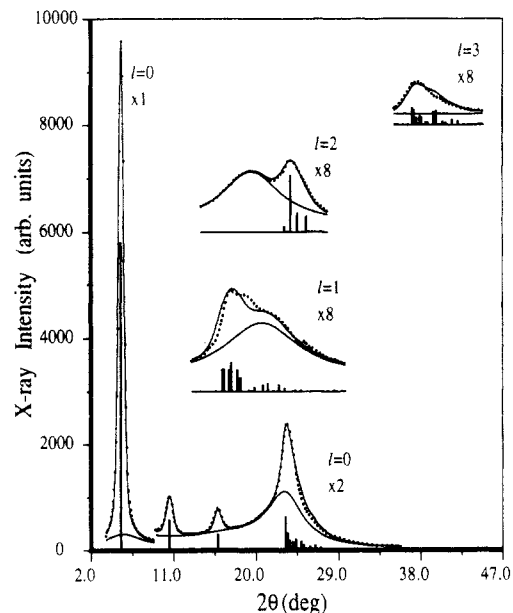 10000
8000
6000
4000
2000
0
X-ray Intensity (arb. units)
l=0
x1
l=3
x8
l=2
x8
l=1
x8
l=0
x2
2.0 11.0 20.0 29.0 38.0 47.0
2θ(deg)